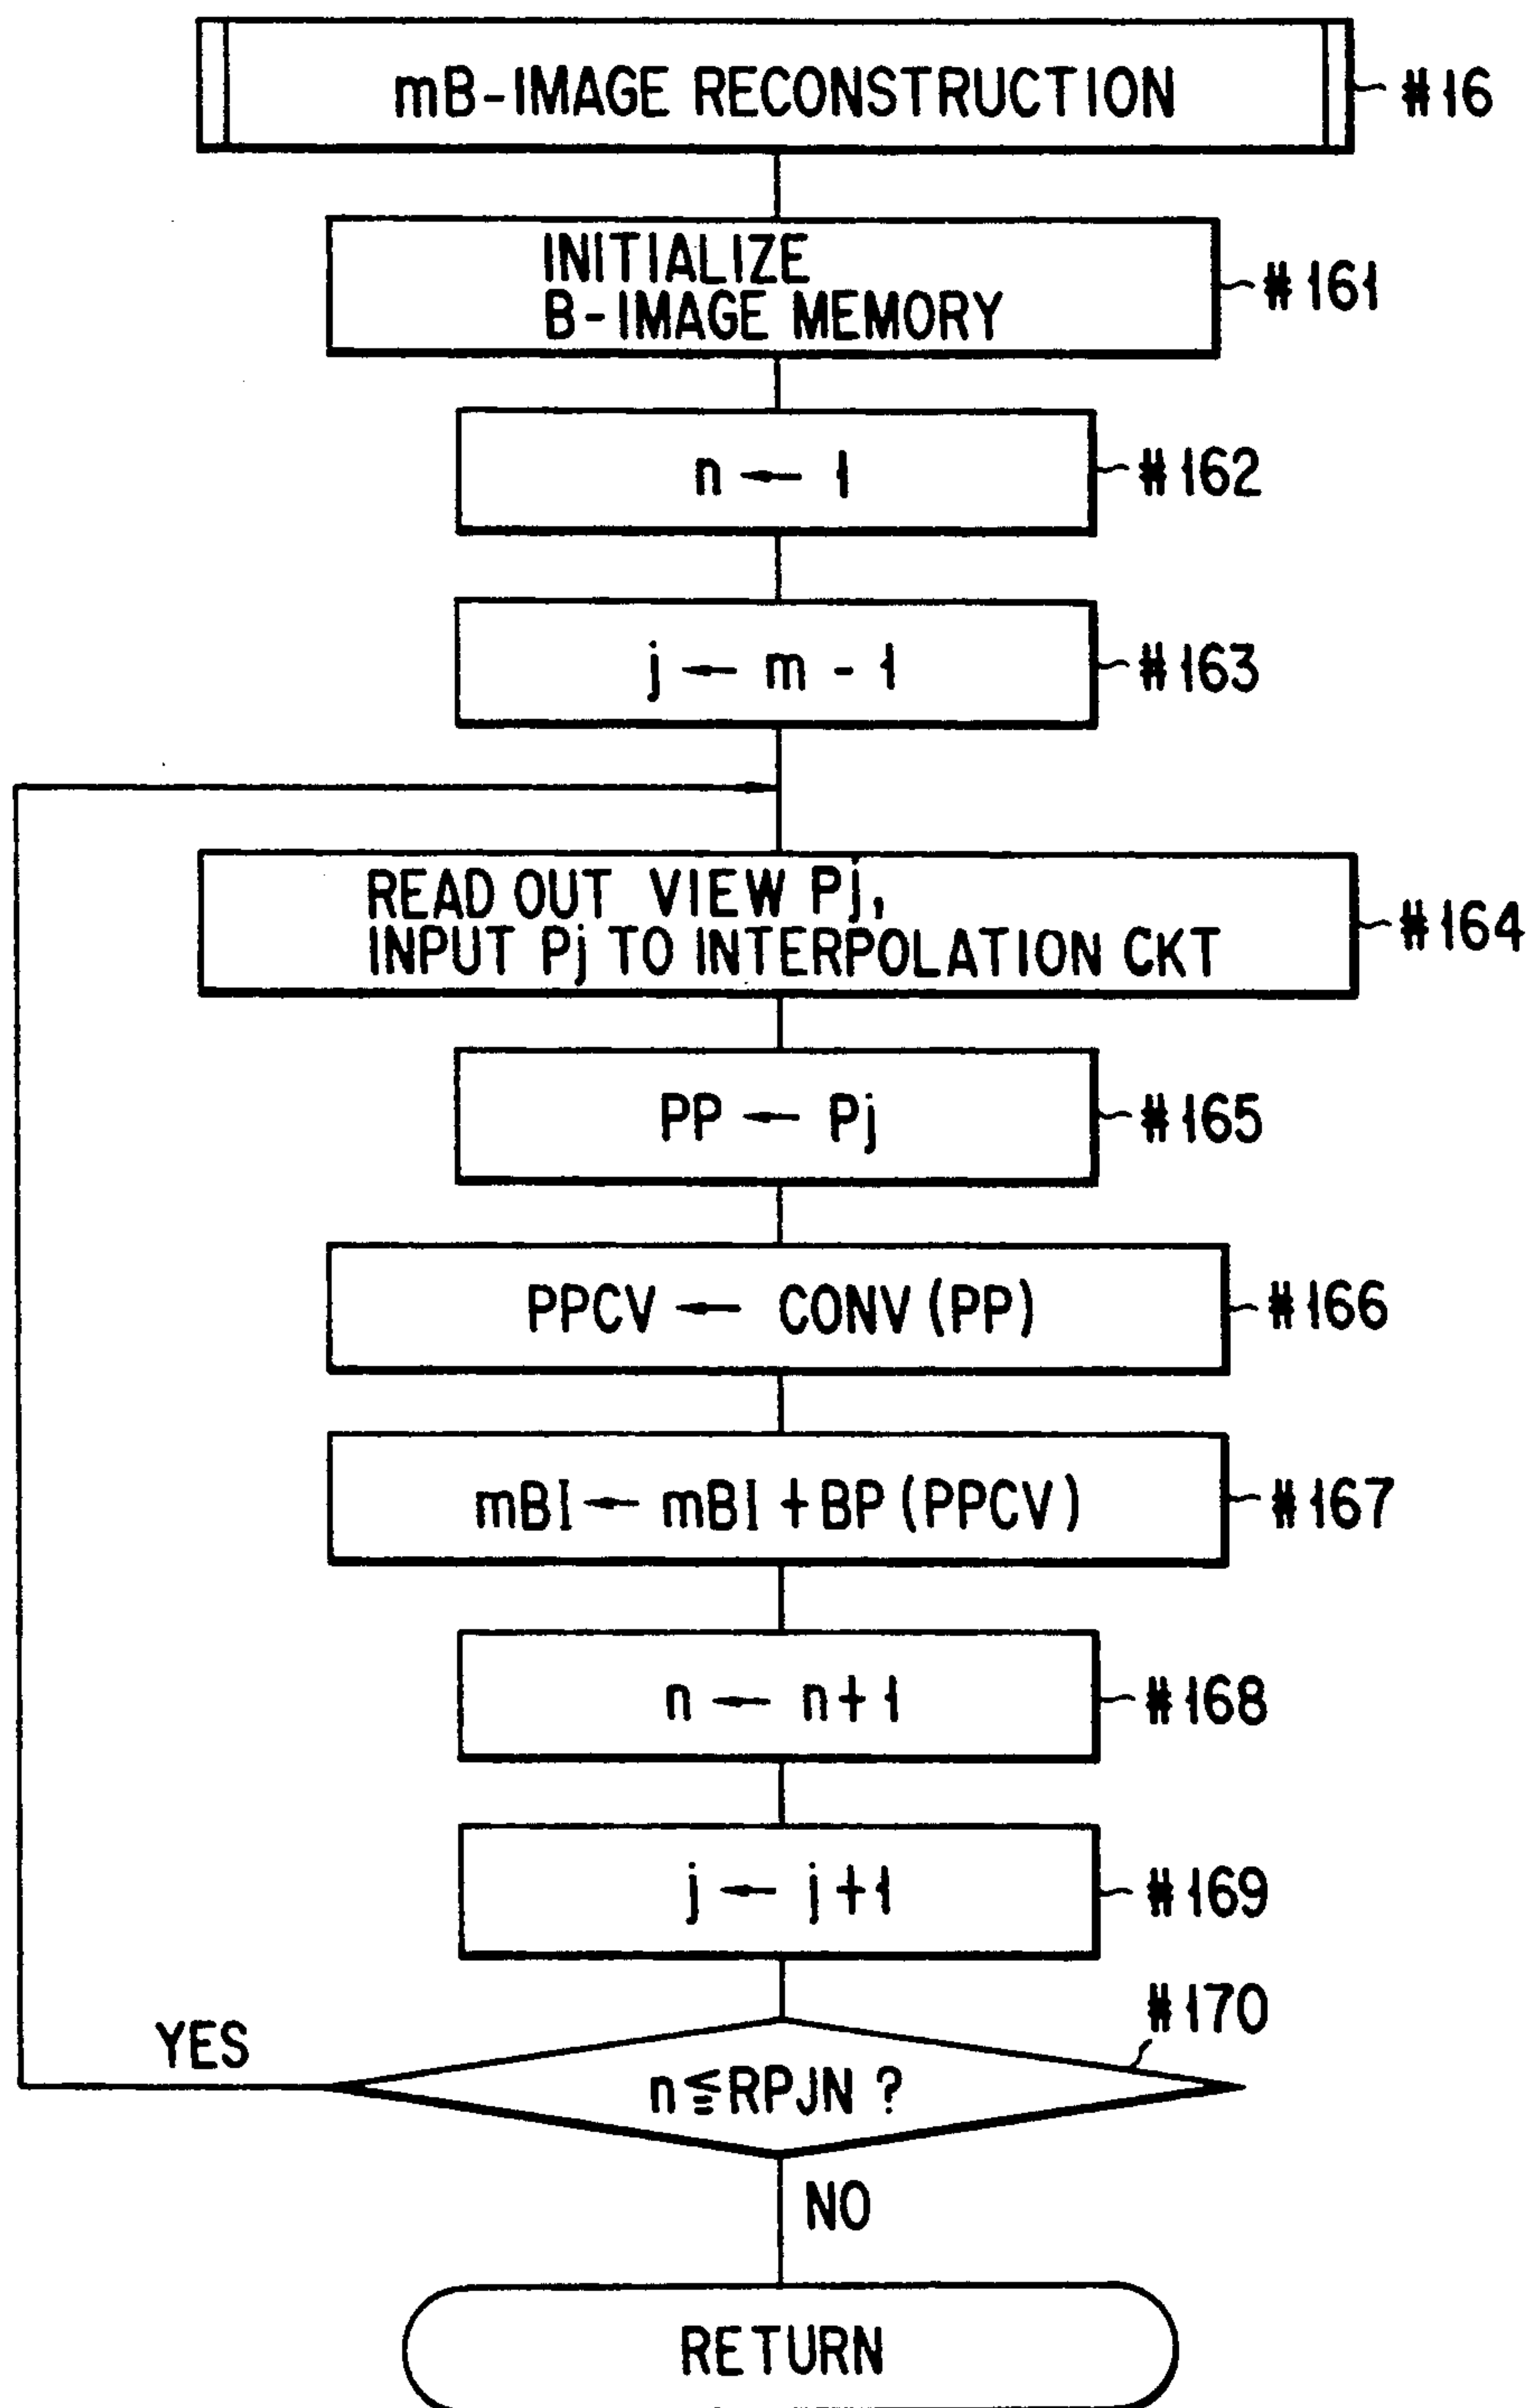 mB-IMAGE RECONSTRUCTION
#16
INITIALIZE
B-IMAGE MEMORY
#161
n ← 1
#162
j ← m - 1
#163
READ OUT VIEW Pj,
INPUT Pj TO INTERPOLATION CKT
#164
PP ← Pj
#165
PPCV ← CONV (PP)
#166
mBI ← mBI + BP (PPCV)
#167
n ← n+1
#168
j ← j+1
#169
#170
YES
n ≦ RPJN ?
NO
RETURN